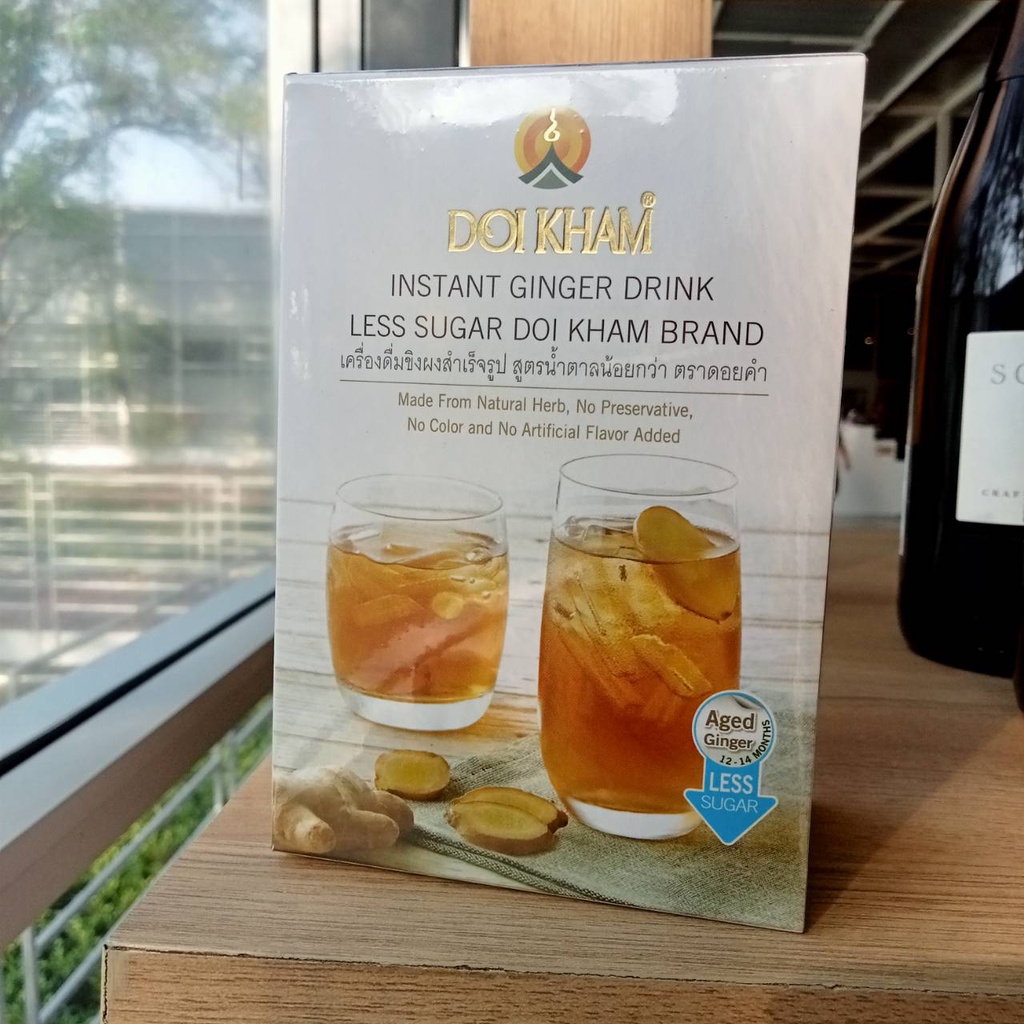 DOI KHAM®
INSTANT GINGER DRINK
LESS SUGAR DOI KHAM BRAND
เครื่องดื่มขิงผงสำเร็จรูป สูตรน้ำตาลน้อยกว่า ตราดอยคำ
Made From Natural Herb, No Preservative,
No Color and No Artificial Flavor Added
Aged
Ginger
12 - 14 MONTHS
LESS
SUGAR